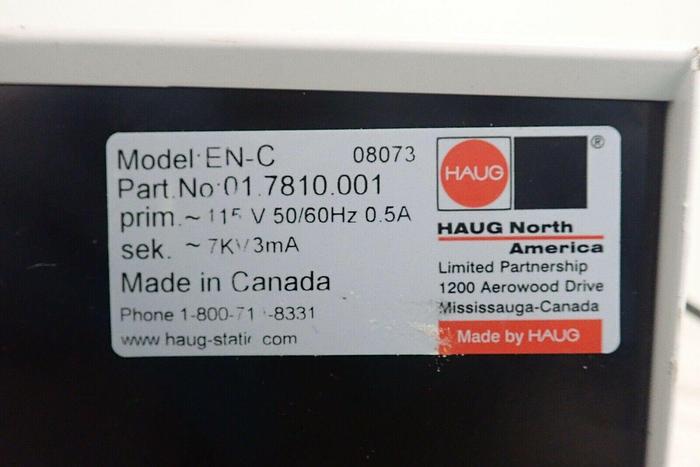 Model:EN-C 08073
Part.No:01.7810.001
prim.~ 115 V 50/60Hz 0.5A
sek. ~ 7KV/3mA
Made in Canada
Phone
www.haug-static.com
HAUG
®
HAUG North
America
Limited Partnership
1200 Aerowood Drive
Mississauga-Canada
Made by HAUG